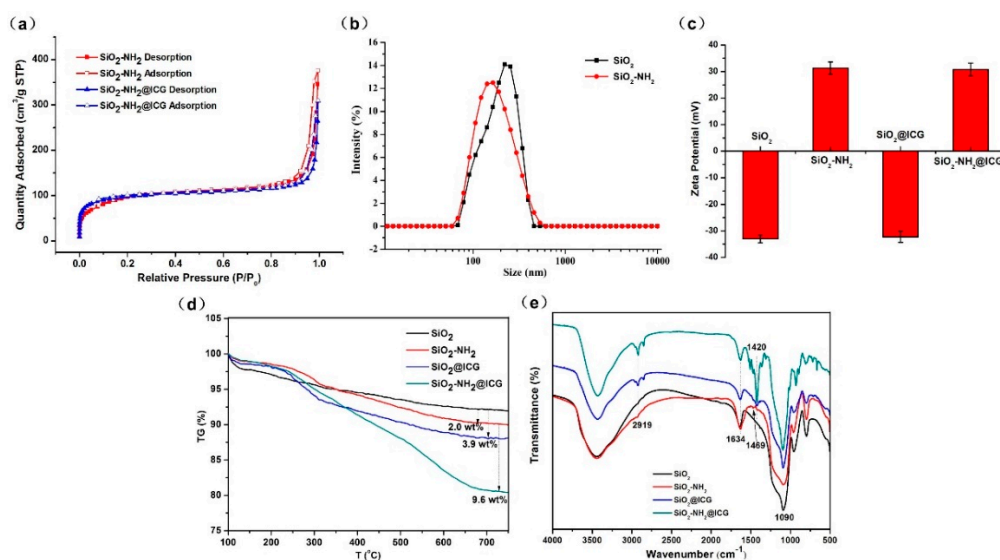 (a)
400
300
200
100
0
Quantity Adsorbed (cm³/g STP)
SiO₂-NH₂ Desorption
SiO₂-NH₂ Adsorption
SiO₂-NH₂@ICG Desorption
SiO₂-NH₂@ICG Adsorption
0.0 0.2 0.4 0.6 0.8 1.0
Relative Pressure (P/P₀)
(b)
16
14
12
10
8
6
4
2
0
-2
Intensity (%)
SiO₂
SiO₂-NH₂
100 1000 10000
Size (nm)
(c)
40
30
20
10
0
-10
-20
-30
-40
Zeta Potential (mV)
SiO₂
SiO₂-NH₂
SiO₂@ICG
SiO₂-NH₂@ICG
(d)
105
100
95
90
85
80
75
TG (%)
SiO₂
SiO₂-NH₂
SiO₂@ICG
SiO₂-NH₂@ICG
2.0 wt%
3.9 wt%
9.6 wt%
100 200 300 400 500 600 700
T (°C)
(e)
Transmittance (%)
1420
2919
1634
1469
1090
SiO₂
SiO₂-NH₂
SiO₂@ICG
SiO₂-NH₂@ICG
4000 3500 3000 2500 2000 1500 1000 500
Wavenumber (cm⁻¹)